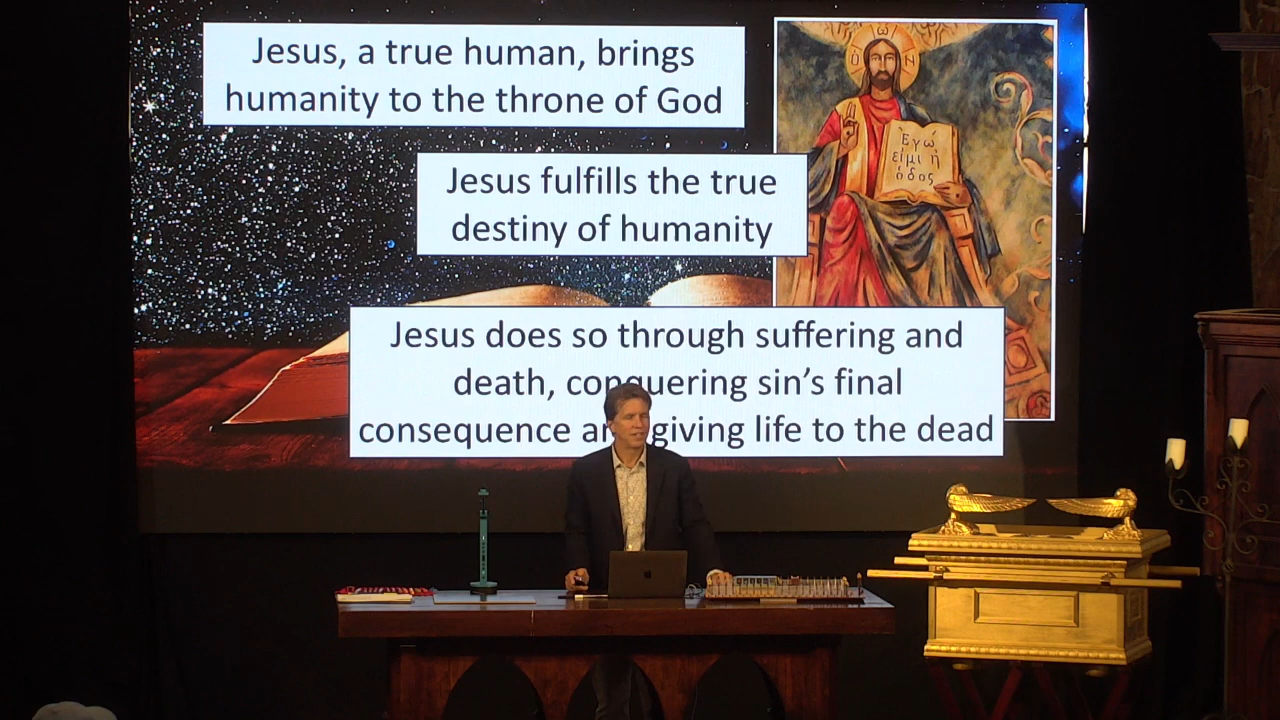 Jesus, a true human, brings
humanity to the throne of God
ω
Ο Ν
Ἐγώ
εἰμι ἡ
ὁδος
Jesus fulfills the true
destiny of humanity
Jesus does so through suffering and
death, conquering sin's final
consequence giving life to the dead